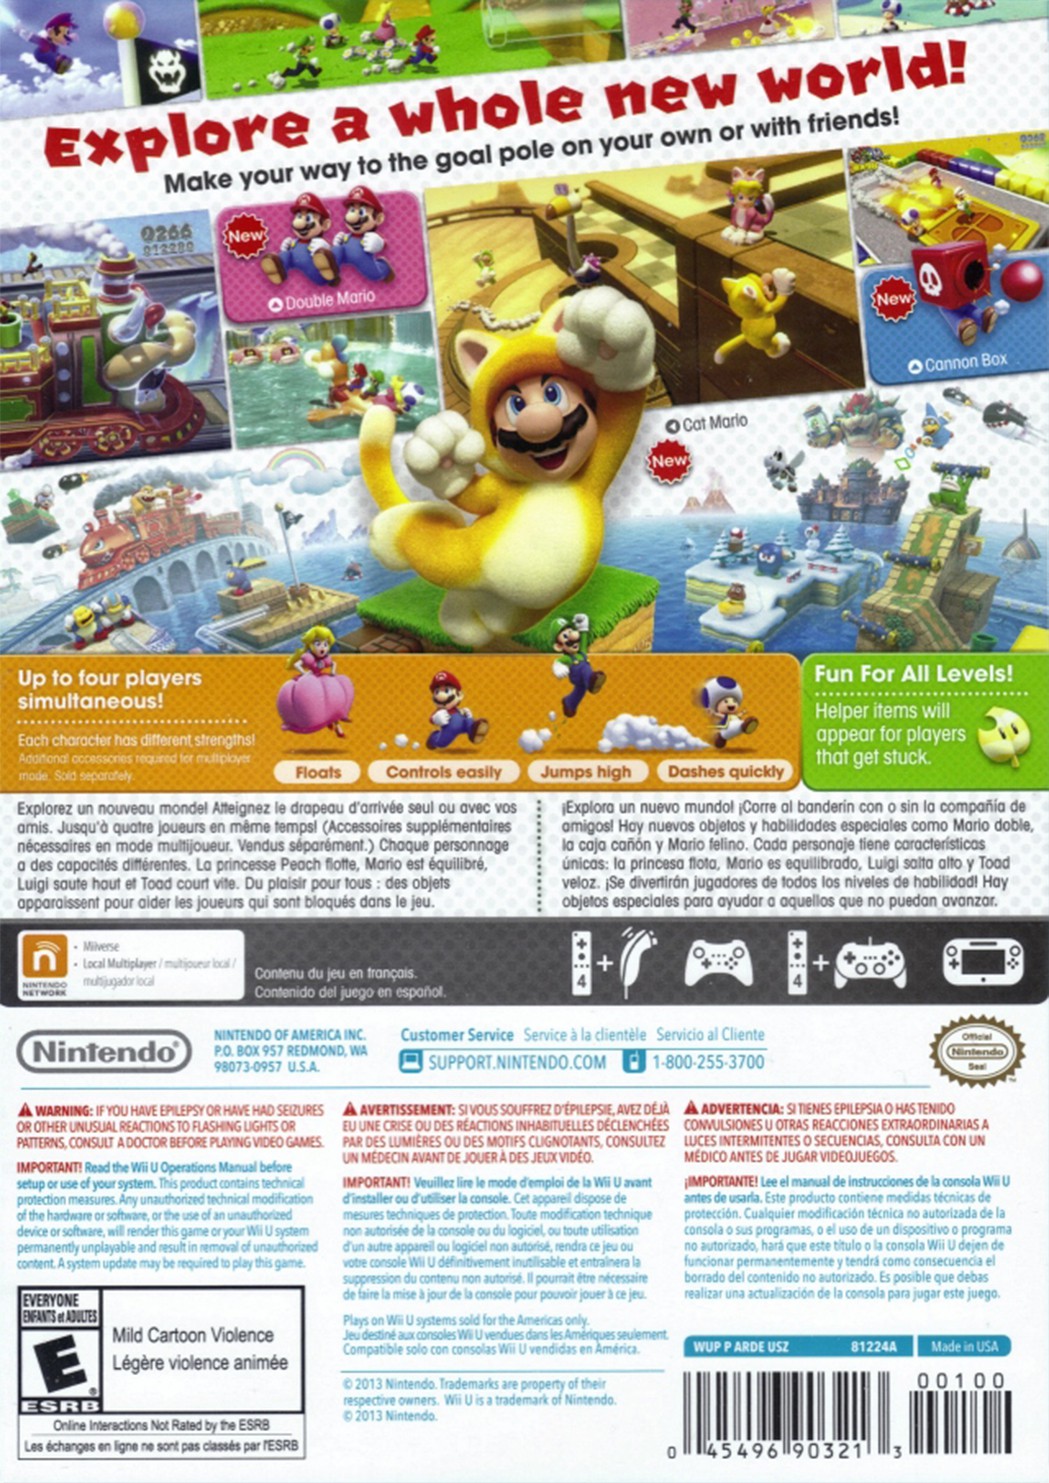 Explore a whole new world!
Make your way to the goal pole on your own or with friends!
0266
New
Double Mario
New
Cannon Box
Cat Mario
New
Up to four players
simultaneous!
Each character has different strengths!
Additional accessories required for multiplayer
mode. Sold separately.
Floats
Controls easily
Jumps high
Dashes quickly
Fun For All Levels!
Helper items will
appear for players
that get stuck.
Explorez un nouveau monde! Atteignez le drapeau d'arrivée seul ou avec vos
amis. Jusqu'à quatre joueurs en même temps! (Accessoires supplémentaires
nécessaires en mode multijoueur. Vendus séparément.) Chaque personnage
a des capacités différentes. La princesse Peach flotte, Mario est équilibré,
Luigi saute haut et Toad court vite. Du plaisir pour tous : des objets
apparaissent pour aider les joueurs qui sont bloqués dans le jeu.
¡Explora un nuevo mundo! ¡Corre al banderín con o sin la compañía de
amigos! Hay nuevos objetos y habilidades especiales como Mario doble,
la caja cañón y Mario felino. Cada personaje tiene características
únicas: la princesa flota, Mario es equilibrado, Luigi salta alto y Toad
veloz. ¡Se divertirán jugadores de todos los niveles de habilidad! Hay
objetos especiales para ayudar a aquellos que no puedan avanzar.
n
NINTENDO
NETWORK
• Miiverse
• Local Multiplayer / multijoueur local /
multijugador local
Contenu du jeu en français.
Contenido del juego en español.
4 +
4 +
Nintendo®
NINTENDO OF AMERICA INC.
P.O. BOX 957 REDMOND, WA
98073-0957 U.S.A.
Customer Service Service à la clientèle Servicio al Cliente
SUPPORT.NINTENDO.COM 1-800-255-3700
Official
Nintendo
Seal
™
WARNING: IF YOU HAVE EPILEPSY OR HAVE HAD SEIZURES
OR OTHER UNUSUAL REACTIONS TO FLASHING LIGHTS OR
PATTERNS, CONSULT A DOCTOR BEFORE PLAYING VIDEO GAMES.
IMPORTANT! Read the Wii U Operations Manual before
setup or use of your system. This product contains technical
protection measures. Any unauthorized technical modification
of the hardware or software, or the use of an unauthorized
device or software, will render this game or your Wii U system
permanently unplayable and result in removal of unauthorized
content. A system update may be required to play this game.
AVERTISSEMENT: SI VOUS SOUFFREZ D'ÉPILEPSIE, AVEZ DÉJÀ
EU UNE CRISE OU DES RÉACTIONS INHABITUELLES DÉCLENCHÉES
PAR DES LUMIÈRES OU DES MOTIFS CLIGNOTANTS, CONSULTEZ
UN MÉDECIN AVANT DE JOUER À DES JEUX VIDÉO.
IMPORTANT! Veuillez lire le mode d'emploi de la Wii U avant
d'installer ou d'utiliser la console. Cet appareil dispose de
mesures techniques de protection. Toute modification technique
non autorisée de la console ou du logiciel, ou toute utilisation
d'un autre appareil ou logiciel non autorisé, rendra ce jeu ou
votre console Wii U définitivement inutilisable et entraînera la
suppression du contenu non autorisé. Il pourrait être nécessaire
de faire la mise à jour de la console pour pouvoir jouer à ce jeu.
Plays on Wii U systems sold for the Americas only.
Jeu destiné aux consoles Wii U vendues dans les Amériques seulement.
Compatible solo con consolas Wii U vendidas en América.
© 2013 Nintendo. Trademarks are property of their
respective owners. Wii U is a trademark of Nintendo.
© 2013 Nintendo.
ADVERTENCIA: SI TIENES EPILEPSIA O HAS TENIDO
CONVULSIONES U OTRAS REACCIONES EXTRAORDINARIAS A
LUCES INTERMITENTES O SECUENCIAS, CONSULTA CON UN
MÉDICO ANTES DE JUGAR VIDEOJUEGOS.
¡IMPORTANTE! Lee el manual de instrucciones de la consola Wii U
antes de usarla. Este producto contiene medidas técnicas de
protección. Cualquier modificación técnica no autorizada de la
consola o sus programas, o el uso de un dispositivo o programa
no autorizado, hará que este título o la consola Wii U dejen de
funcionar permanentemente y tendrá como consecuencia el
borrado del contenido no autorizado. Es posible que debas
realizar una actualización de la consola para jugar este juego.
EVERYONE
ENFANTS et ADULTES
E
®
ESRB
Mild Cartoon Violence
Légère violence animée
Online Interactions Not Rated by the ESRB
Les échanges en ligne ne sont pas classés par l'ESRB
WUP P ARDE USZ 81224A Made in USA
00100
0 45496 90321 3